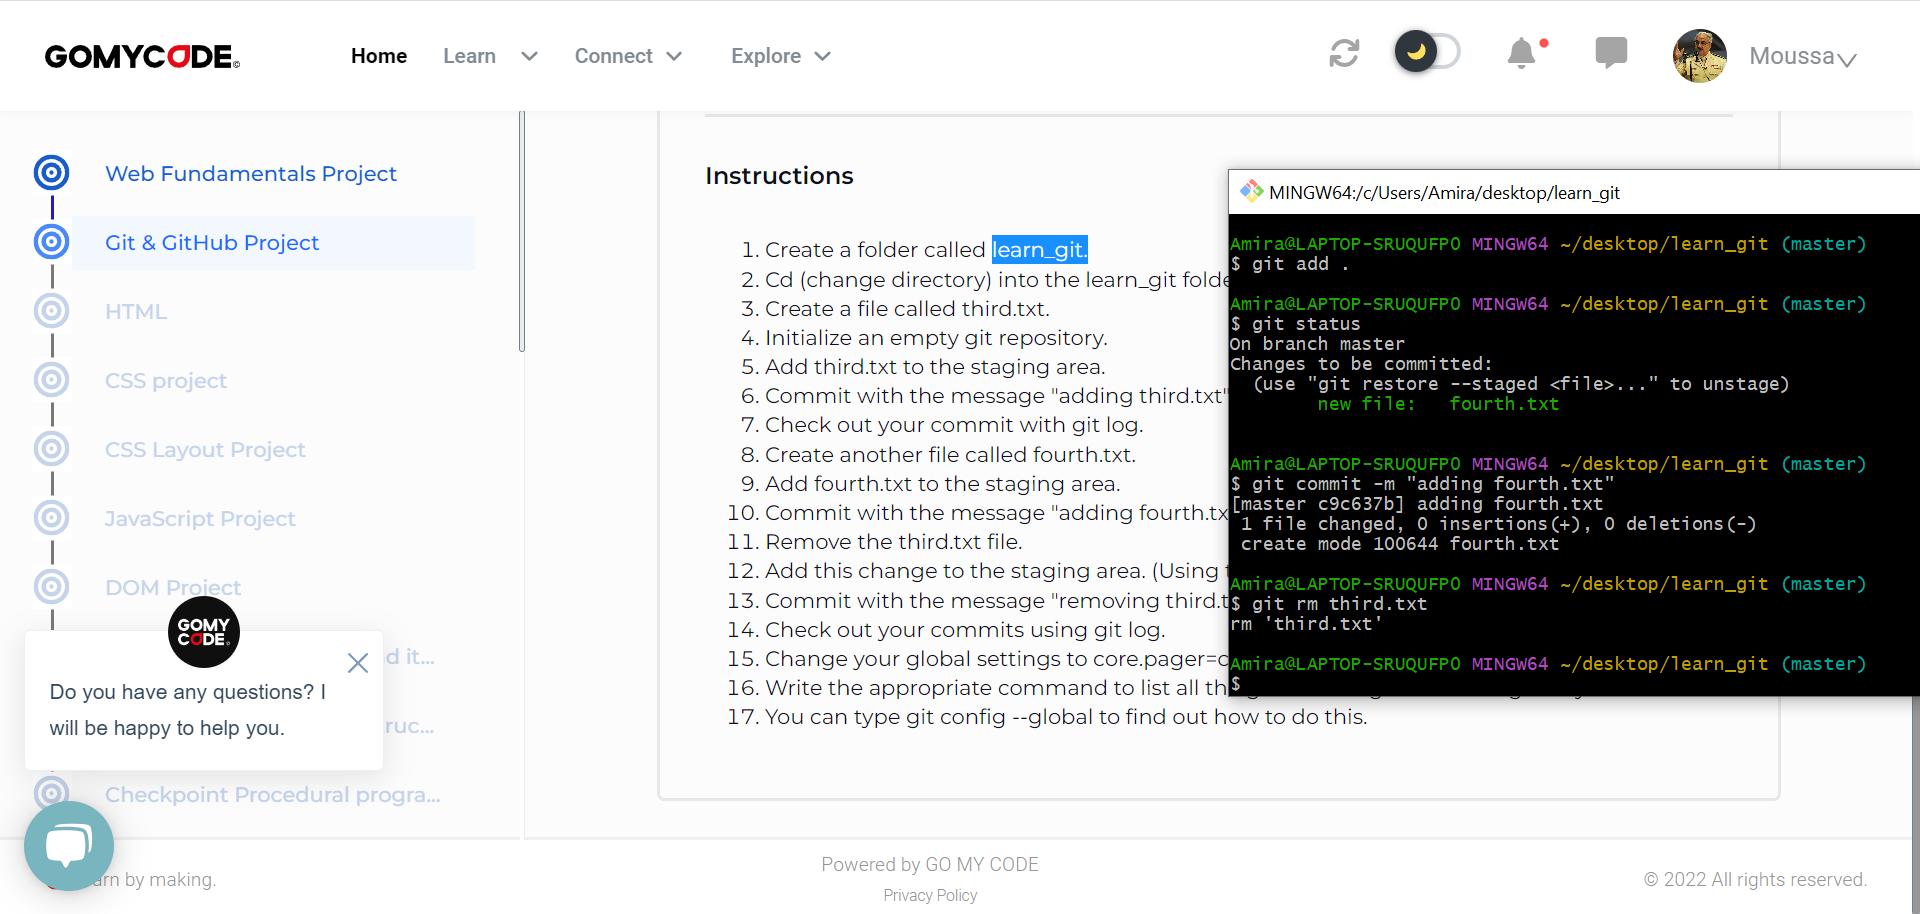 GOMYCODE
Home
Learn
Connect
Explore
Moussa
Web Fundamentals Project
Git & GitHub Project
HTML
CSS project
CSS Layout Project
JavaScript Project
DOM Project
d it...
ruc...
Checkpoint Procedural progra...
GOMY
CODE
Do you have any questions? I
will be happy to help you.
Instructions
1. Create a folder called learn_git.
2. Cd (change directory) into the learn_git folde
3. Create a file called third.txt.
4. Initialize an empty git repository.
5. Add third.txt to the staging area.
6. Commit with the message "adding third.txt"
7. Check out your commit with git log.
8. Create another file called fourth.txt.
9. Add fourth.txt to the staging area.
10. Commit with the message "adding fourth.tx
11. Remove the third.txt file.
12. Add this change to the staging area. (Using
13. Commit with the message "removing third.t
14. Check out your commits using git log.
15. Change your global settings to core.pager=c
16. Write the appropriate command to list all th
17. You can type git config --global to find out how to do this.
MINGW64:/c/Users/Amira/desktop/learn_git
Amira@LAPTOP-SRUQUFP0 MINGW64 ~/desktop/learn_git (master)
$ git add .
Amira@LAPTOP-SRUQUFP0 MINGW64 ~/desktop/learn_git (master)
$ git status
On branch master
Changes to be committed:
(use "git restore --staged <file>..." to unstage)
new file:   fourth.txt
Amira@LAPTOP-SRUQUFP0 MINGW64 ~/desktop/learn_git (master)
$ git commit -m "adding fourth.txt"
[master c9c637b] adding fourth.txt
1 file changed, 0 insertions(+), 0 deletions(-)
create mode 100644 fourth.txt
Amira@LAPTOP-SRUQUFP0 MINGW64 ~/desktop/learn_git (master)
$ git rm third.txt
rm 'third.txt'
Amira@LAPTOP-SRUQUFP0 MINGW64 ~/desktop/learn_git (master)
$
arn by making.
Powered by GO MY CODE
Privacy Policy
© 2022 All rights reserved.